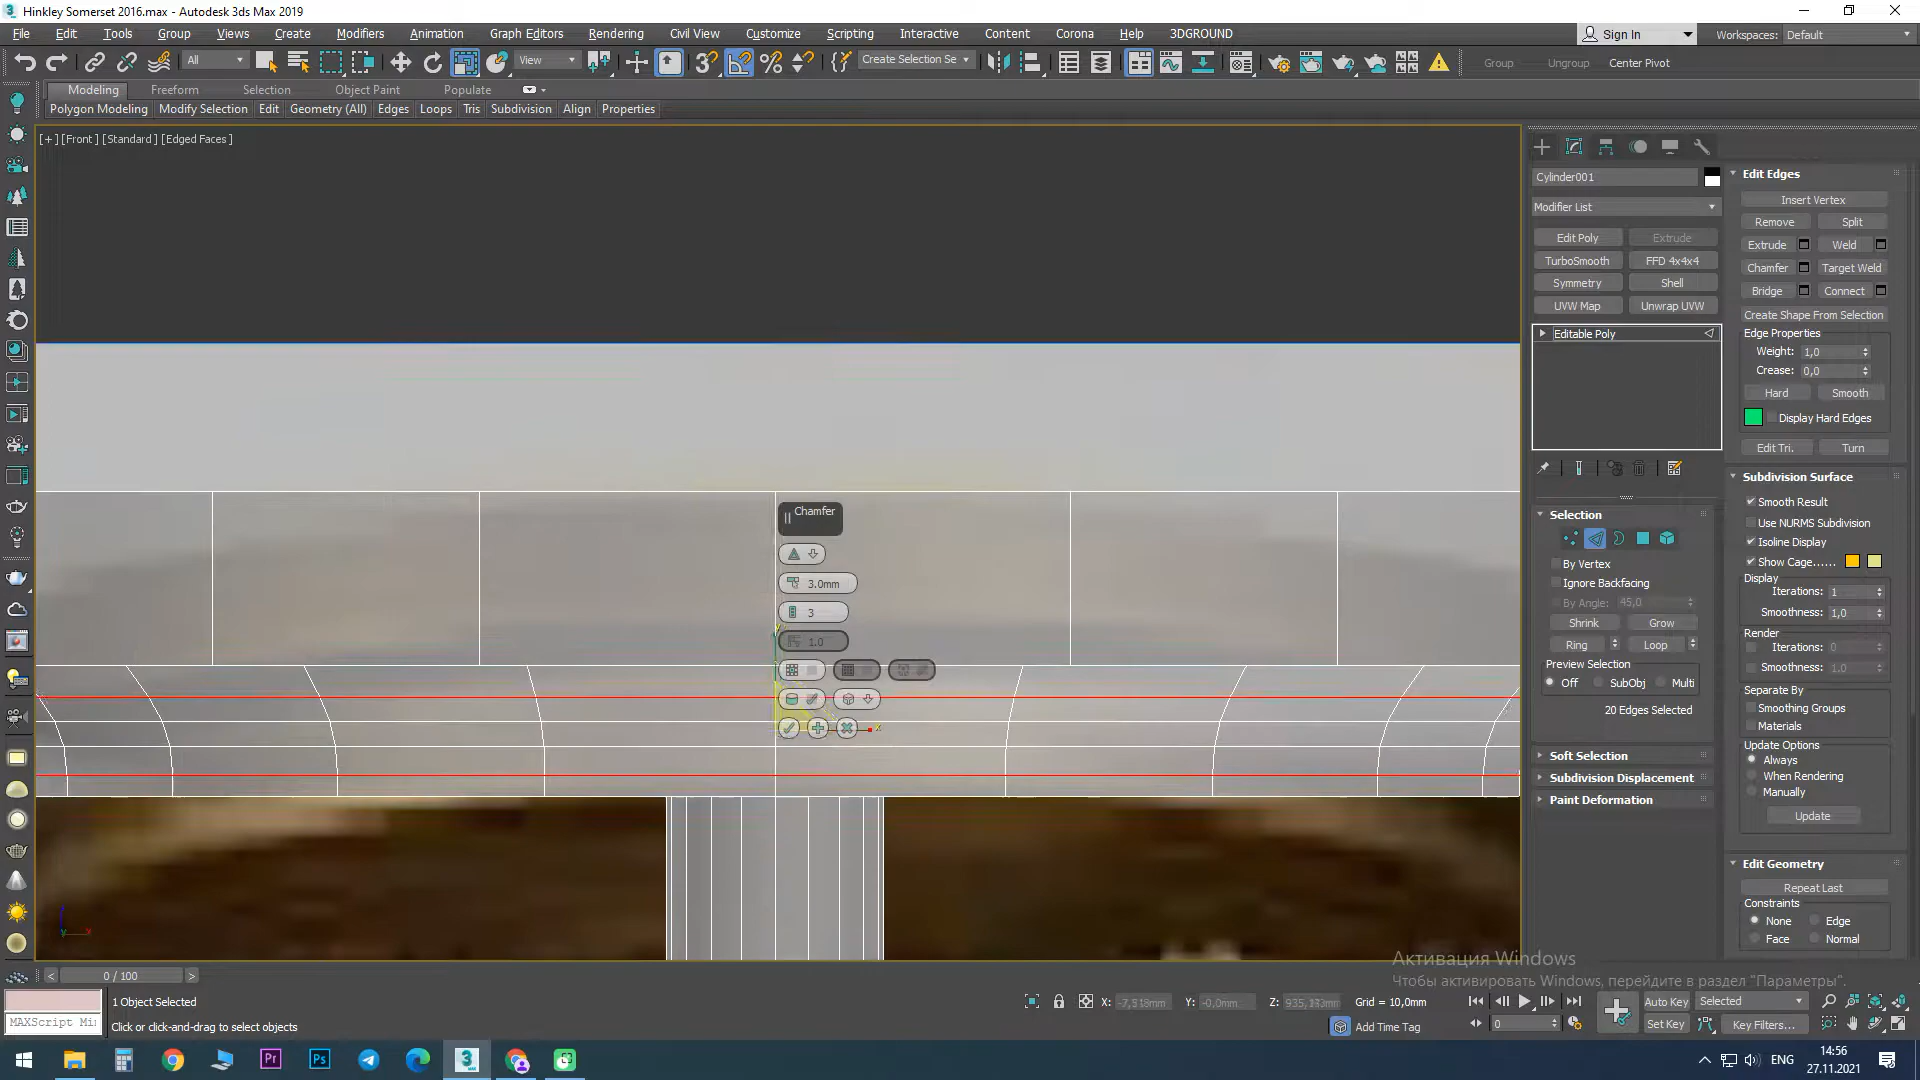 Hinkley Somerset 2016.max - Autodesk 3ds Max 2019
File Edit Tools Group Views Create Modifiers Animation Graph Editors Rendering Civil View Customize Scripting Interactive Content Corona Help 3DGROUND
Sign In Workspaces: Default
All View Create Selection Se Group Ungroup Center Pivot
Modeling Freeform Selection Object Paint Populate
Polygon Modeling Modify Selection Edit Geometry (All) Edges Loops Tris Subdivision Align Properties
[+] [Front] [Standard] [Edged Faces]
Chamfer
3.0mm
3
1.0
y
x
Cylinder001
Modifier List
Edit Poly Extrude
TurboSmooth FFD 4x4x4
Symmetry Shell
UVW Map Unwrap UVW
Editable Poly
Selection
By Vertex
Ignore Backfacing
By Angle: 45,0
Shrink Grow
Ring Loop
Preview Selection
Off SubObj Multi
20 Edges Selected
Soft Selection
Subdivision Displacement
Paint Deformation
Edit Edges
Insert Vertex
Remove Split
Extrude Weld
Chamfer Target Weld
Bridge Connect
Create Shape From Selection
Edge Properties
Weight: 1,0
Crease: 0,0
Hard Smooth
Display Hard Edges
Edit Tri. Turn
Subdivision Surface
Smooth Result
Use NURMS Subdivision
Isoline Display
Show Cage......
Display
Iterations: 1
Smoothness: 1,0
Render
Iterations: 0
Smoothness: 1,0
Separate By
Smoothing Groups
Materials
Update Options
Always
When Rendering
Manually
Update
Edit Geometry
Repeat Last
Constraints
None Edge
Face Normal
Активация Windows
Чтобы активировать Windows, перейдите в раздел "Параметры".
< 0 / 100 >
1 Object Selected
X: Y: -0,0mm Z: Grid = 10,0mm
Auto Key Selected
MAXScript Mi
Click or click-and-drag to select objects
Add Time Tag
0
Set Key Key Filters...
Pr Ps 3
ENG
14:56
27.11.2021